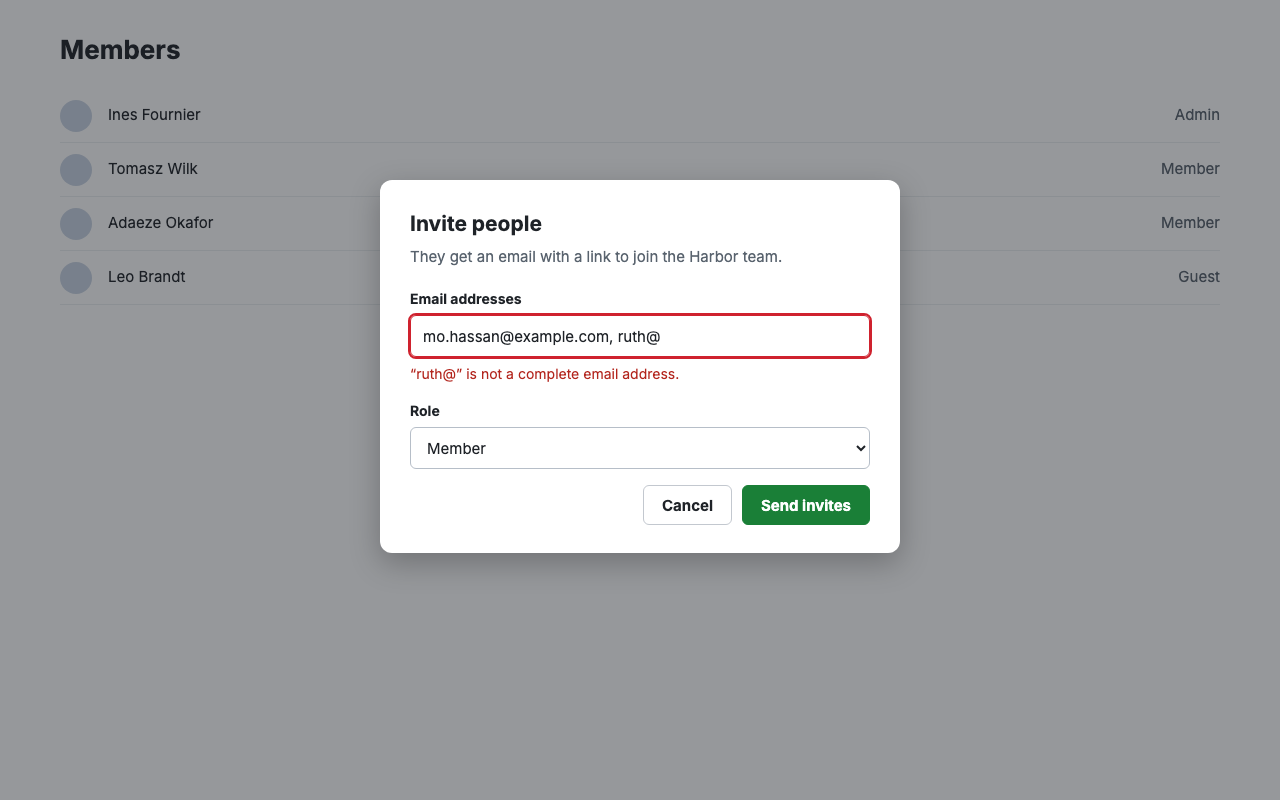 Members
Ines Fournier Admin
Tomasz Wilk Member
Adaeze Okafor Member
Leo Brandt Guest
Invite people
They get an email with a link to join the Harbor team.
Email addresses
mo.hassan@example.com, ruth@
“ruth@” is not a complete email address.
Role
Member
Cancel Send invites